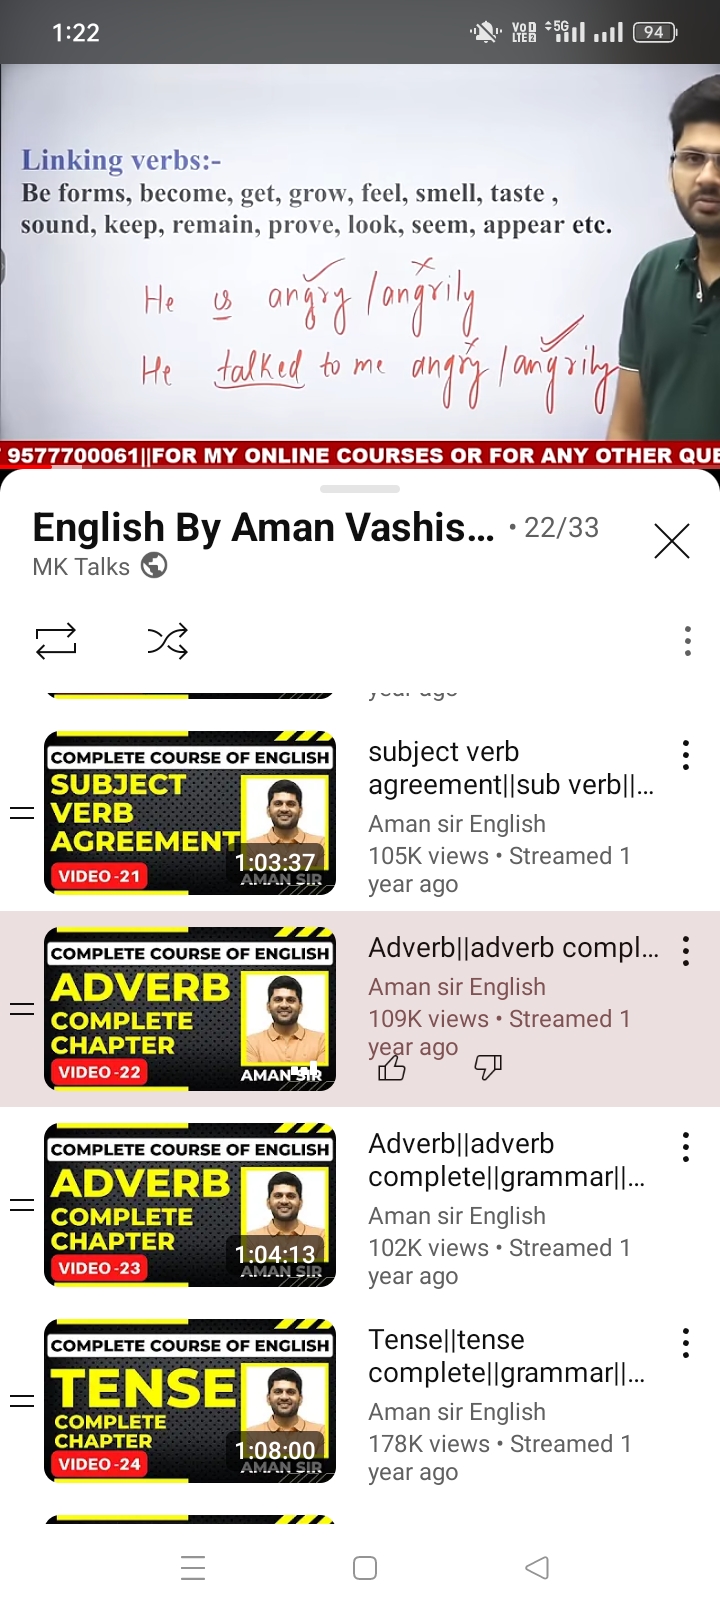 1:22
VoD
LTE2
5G
94
Linking verbs:-
Be forms, become, get, grow, feel, smell, taste ,
sound, keep, remain, prove, look, seem, appear etc.
He is angry / angrily
He talked to me angry / angrily
9577700061||FOR MY ONLINE COURSES OR FOR ANY OTHER QUE
English By Aman Vashis... • 22/33
MK Talks
year ago
COMPLETE COURSE OF ENGLISH
SUBJECT
VERB
AGREEMENT
VIDEO -21
1:03:37
AMAN SIR
subject verb
agreement||sub verb||...
Aman sir English
105K views • Streamed 1
year ago
COMPLETE COURSE OF ENGLISH
ADVERB
COMPLETE
CHAPTER
VIDEO -22
AMAN SIR
Adverb||adverb compl...
Aman sir English
109K views • Streamed 1
year ago
COMPLETE COURSE OF ENGLISH
ADVERB
COMPLETE
CHAPTER
VIDEO -23
1:04:13
AMAN SIR
Adverb||adverb
complete||grammar||...
Aman sir English
102K views • Streamed 1
year ago
COMPLETE COURSE OF ENGLISH
TENSE
COMPLETE
CHAPTER
VIDEO -24
1:08:00
AMAN SIR
Tense||tense
complete||grammar||...
Aman sir English
178K views • Streamed 1
year ago